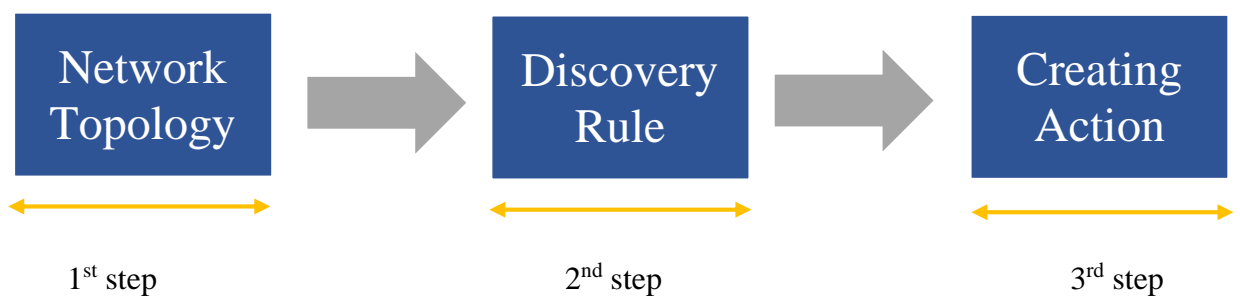 Network
Topology
Discovery
Rule
Creating
Action
1st step
2nd step
3rd step